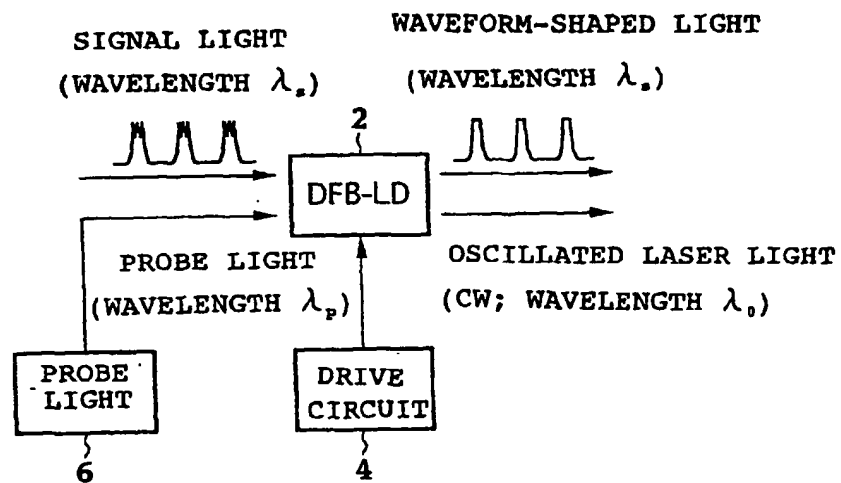 SIGNAL LIGHT
(WAVELENGTH λs)
WAVEFORM-SHAPED LIGHT
(WAVELENGTH λs)
2
DFB-LD
PROBE LIGHT
(WAVELENGTH λp)
OSCILLATED LASER LIGHT
(CW; WAVELENGTH λ0)
PROBE
LIGHT
6
DRIVE
CIRCUIT
4